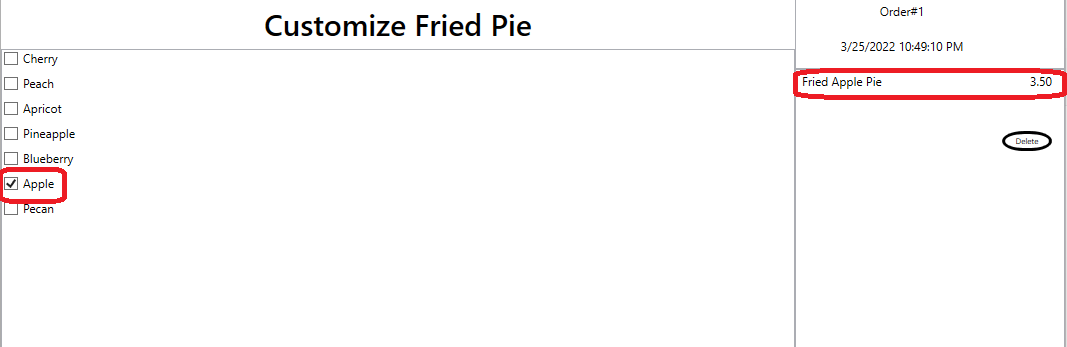 Customize Fried Pie
Cherry
Peach
Apricot
Pineapple
Blueberry
Apple
Pecan
Order#1
3/25/2022 10:49:10 PM
Fried Apple Pie 3.50
Delete